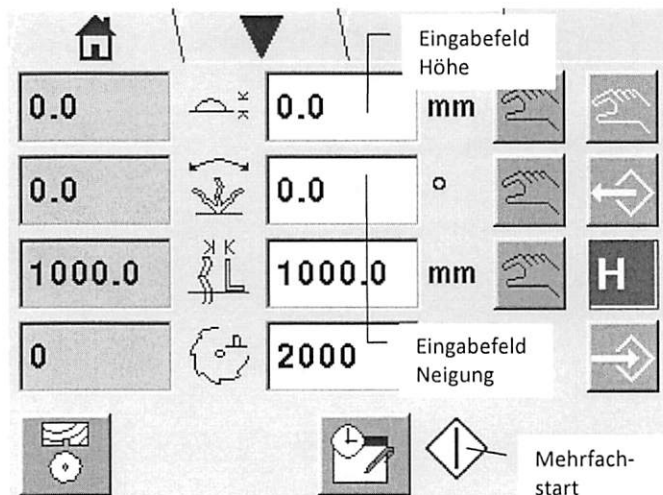 Eingabefeld
Höhe
0.0 0.0 mm
0.0 0.0 °
1000.0 1000.0 mm H
0 2000
Eingabefeld
Neigung
Mehrfach-
start